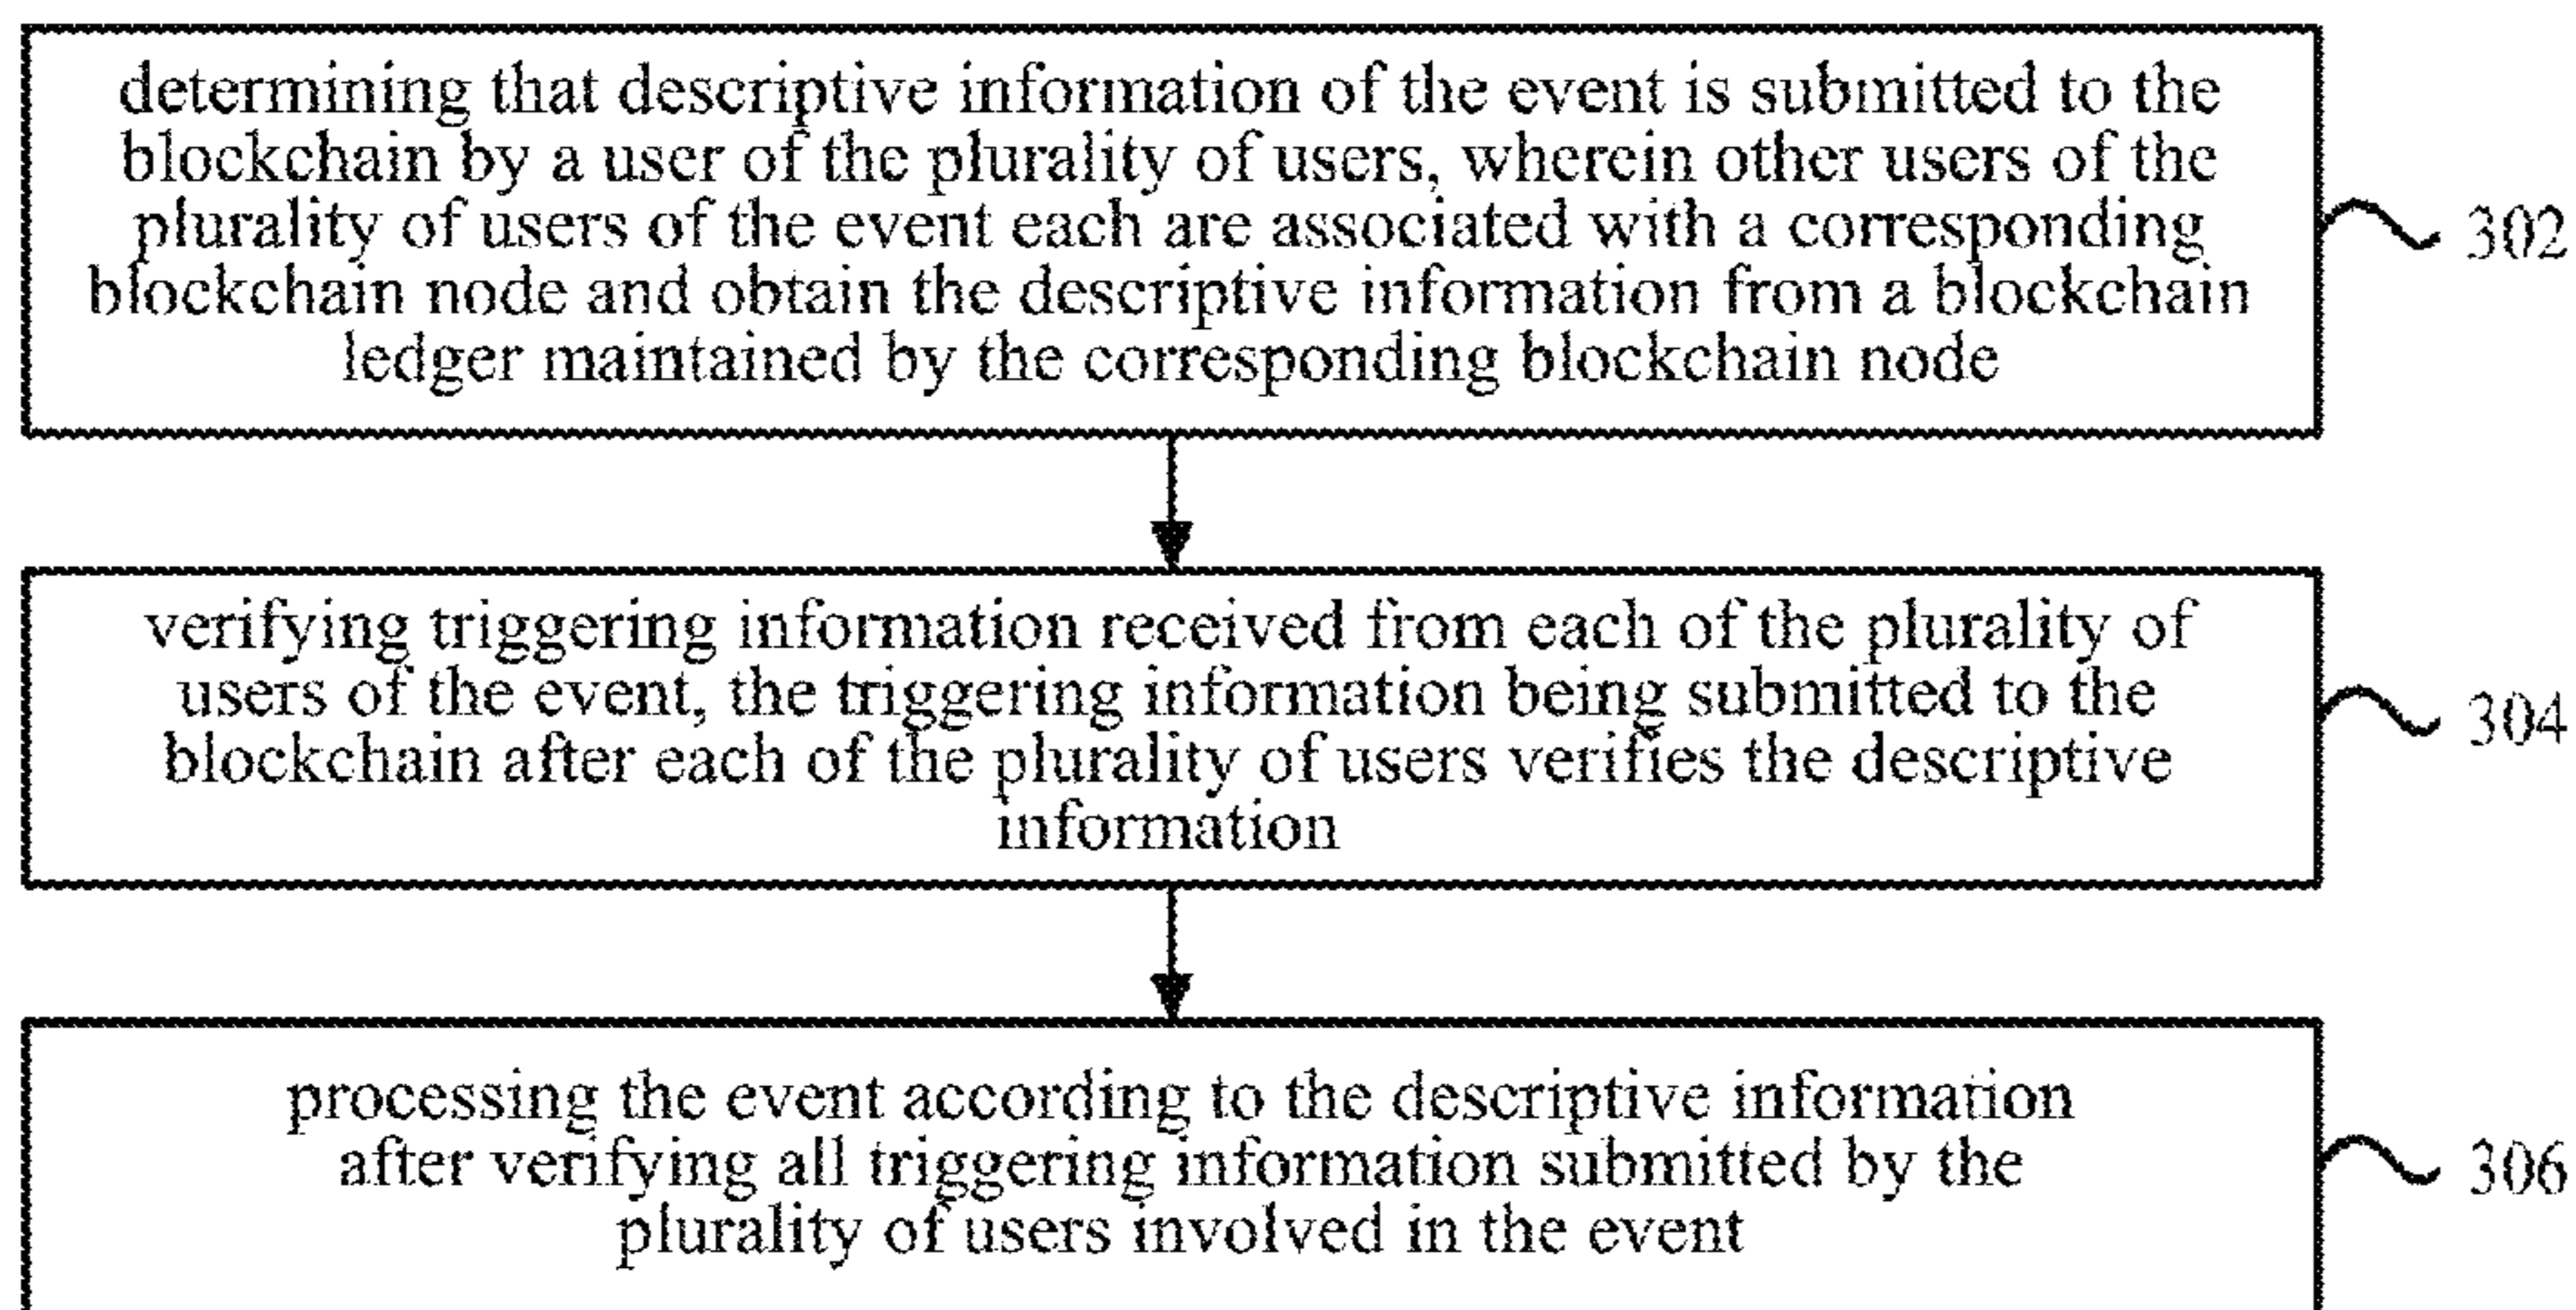 determining that descriptive information of the event is submitted to the
blockchain by a user of the plurality of users, wherein other users of the
plurality of users of the event each are associated with a corresponding
blockchain node and obtain the descriptive information from a blockchain
ledger maintained by the corresponding blockchain node
302
verifying triggering information received from each of the plurality of
users of the event, the triggering information being submitted to the
blockchain after each of the plurality of users verifies the descriptive
information
304
processing the event according to the descriptive information
after verifying all triggering information submitted by the
plurality of users involved in the event
306